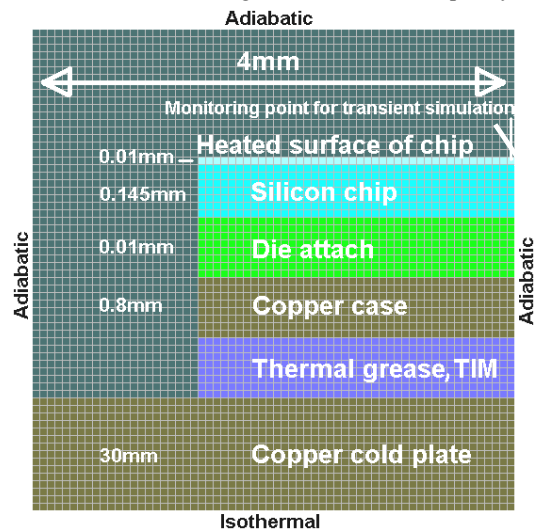 Adiabatic
4mm
Monitoring point for transient simulation
Heated surface of chip
0.01mm
Silicon chip
0.145mm
Die attach
0.01mm
Adiabatic
Adiabatic
Copper case
0.8mm
Thermal grease, TIM
Copper cold plate
30mm
Isothermal